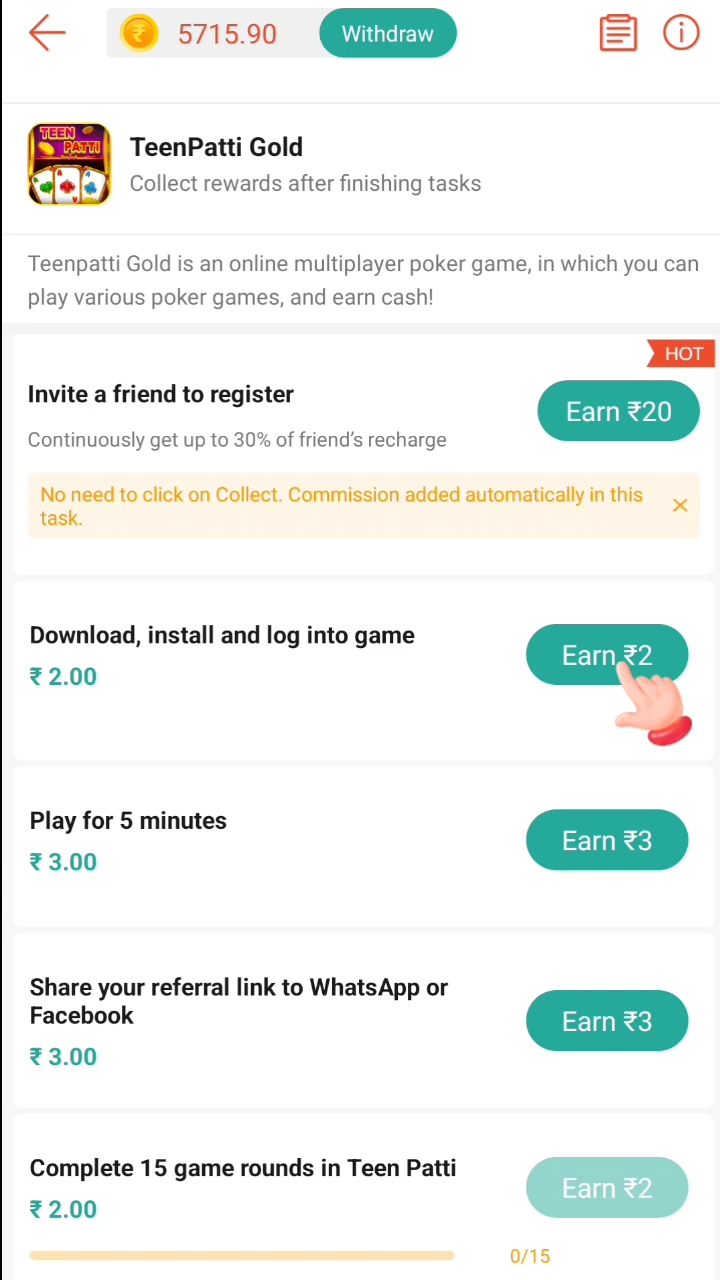 ₹ 5715.90 Withdraw
TEEN
PATTI
TeenPatti Gold
Collect rewards after finishing tasks
Teenpatti Gold is an online multiplayer poker game, in which you can
play various poker games, and earn cash!
HOT
Invite a friend to register
Earn ₹20
Continuously get up to 30% of friend's recharge
No need to click on Collect. Commission added automatically in this
task.
Download, install and log into game
Earn ₹2
₹ 2.00
Play for 5 minutes
Earn ₹3
₹ 3.00
Share your referral link to WhatsApp or
Facebook
Earn ₹3
₹ 3.00
Complete 15 game rounds in Teen Patti
Earn ₹2
₹ 2.00
0/15